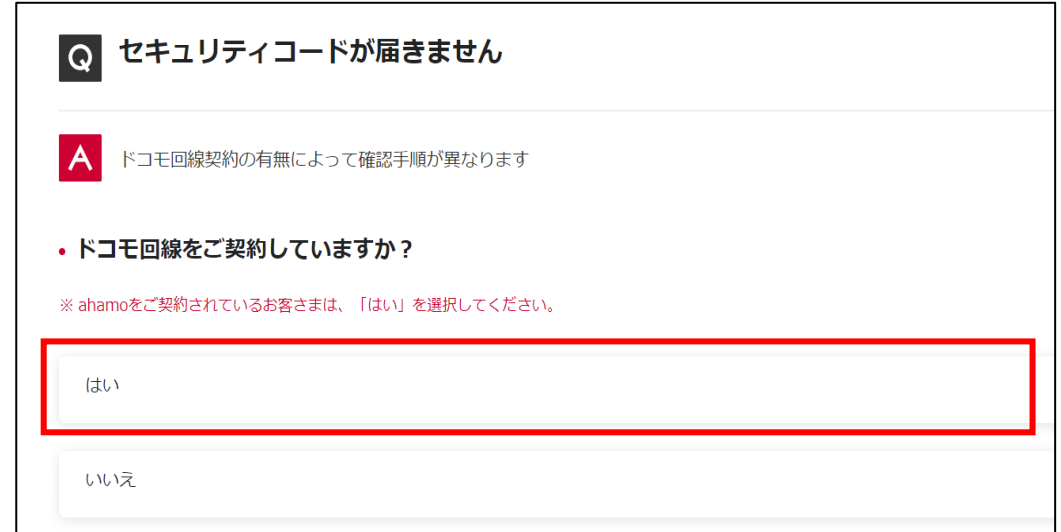 Q セキュリティコードが届きません
A ドコモ回線契約の有無によって確認手順が異なります
• ドコモ回線をご契約していますか？
※ ahamoをご契約されているお客さまは、「はい」を選択してください。
はい
いいえ